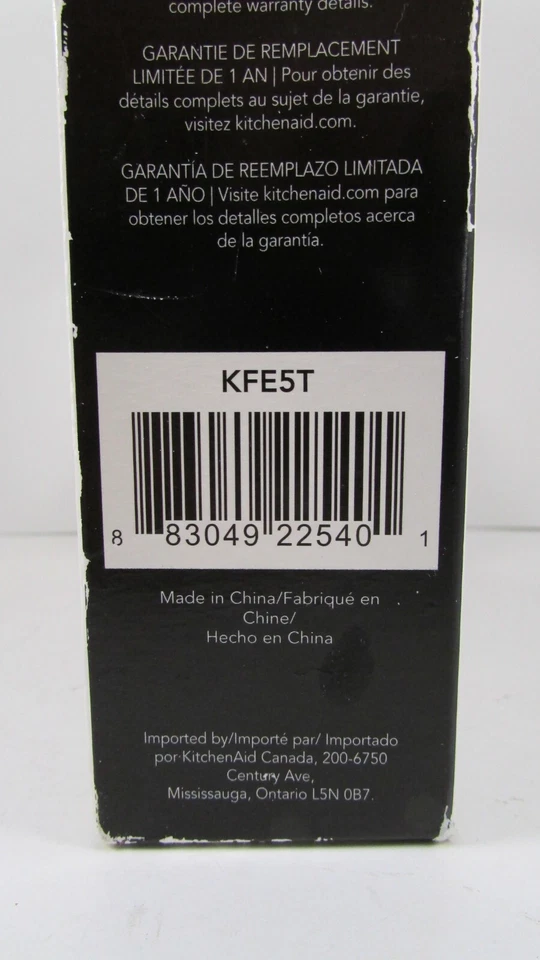 complete warranty details.
GARANTIE DE REMPLACEMENT
LIMITÉE DE 1 AN | Pour obtenir des
détails complets au sujet de la garantie,
visitez kitchenaid.com.
GARANTÍA DE REEMPLAZO LIMITADA
DE 1 AÑO | Visite kitchenaid.com para
obtener los detalles completos acerca
de la garantía.
KFE5T
8 83049 22540 1
Made in China/Fabriqué en
Chine/
Hecho en China
Imported by/Importé par/ Importado
por KitchenAid Canada, 200-6750
Century Ave,
Mississauga, Ontario L5N 0B7.